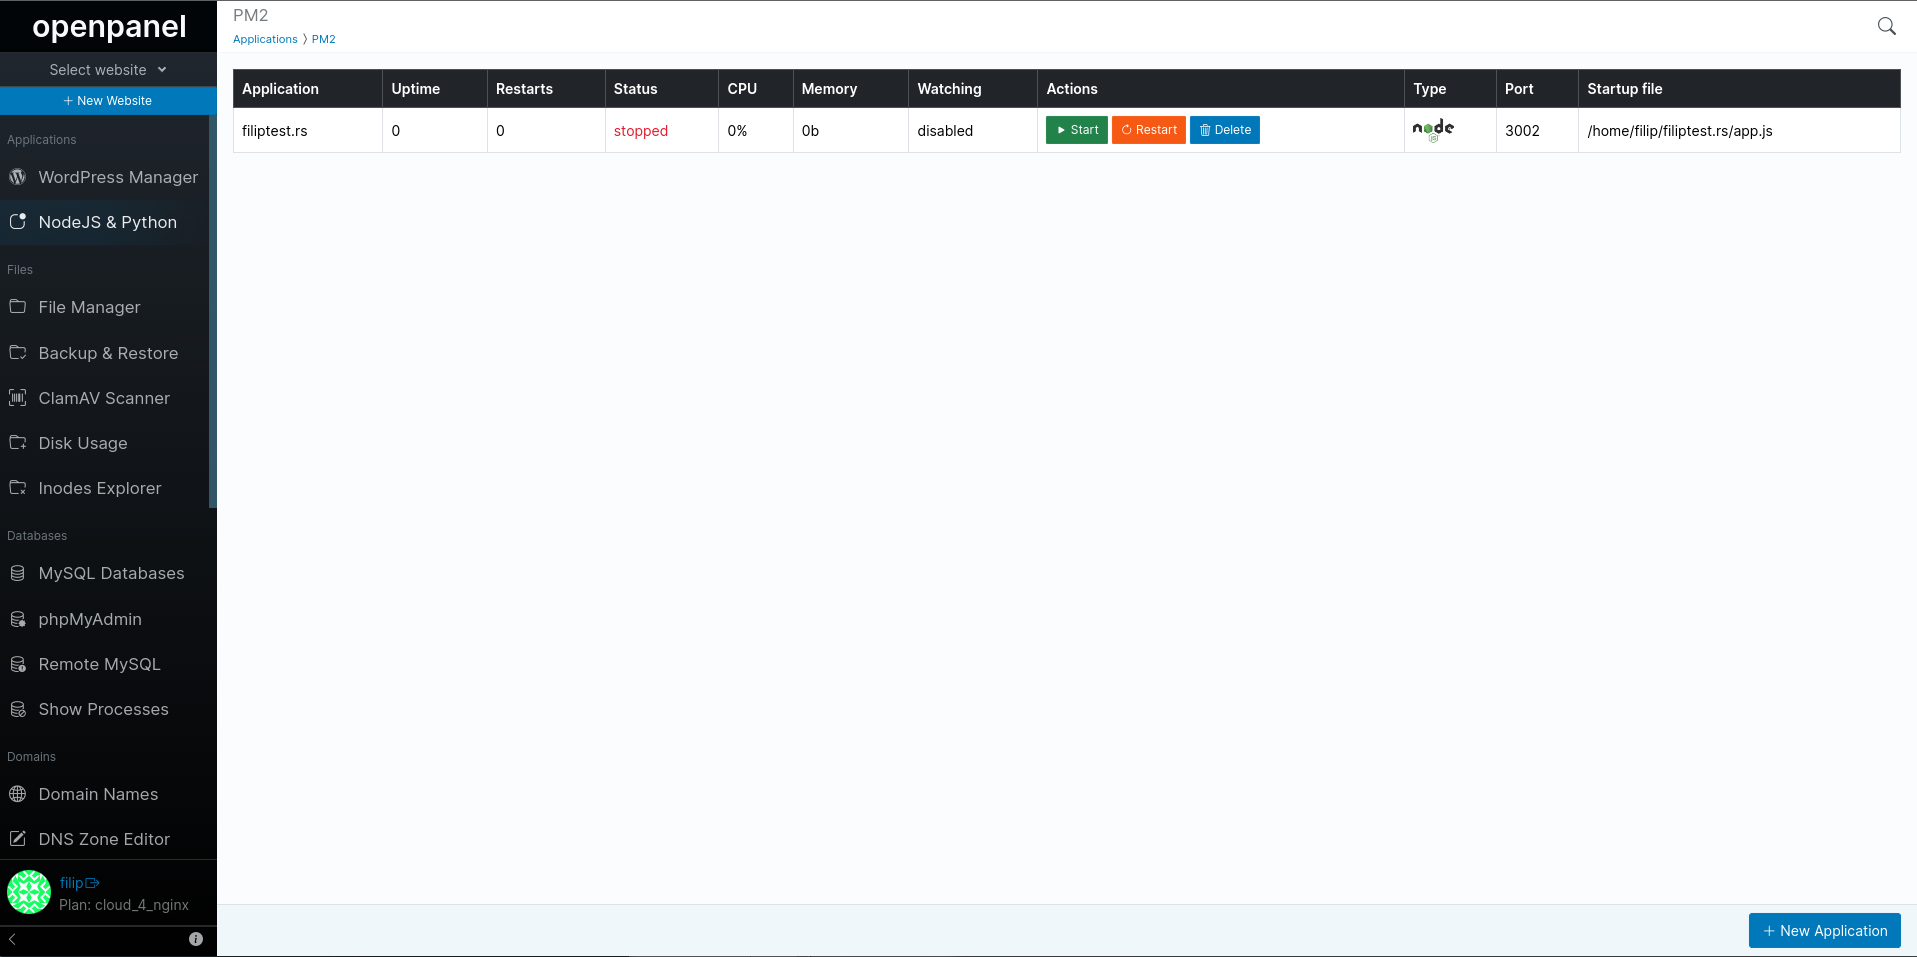 openpanel
Select website
+ New Website
Applications
WordPress Manager
NodeJS & Python
Files
File Manager
Backup & Restore
ClamAV Scanner
Disk Usage
Inodes Explorer
Databases
MySQL Databases
phpMyAdmin
Remote MySQL
Show Processes
Domains
Domain Names
DNS Zone Editor
filip
Plan: cloud_4_nginx
PM2
Applications 〉 PM2
Application Uptime Restarts Status CPU Memory Watching Actions Type Port Startup file
filiptest.rs 0 0 stopped 0% 0b disabled Start Restart Delete node JS 3002 /home/filip/filiptest.rs/app.js
+ New Application